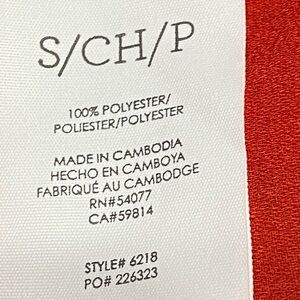 S/CH/P
100% POLYESTER/
POLIESTER/POLYESTER
MADE IN CAMBODIA
HECHO EN CAMBOYA
FABRIQUÉ AU CAMBODGE
RN#54077
CA#59814
STYLE# 6218
PO# 226323